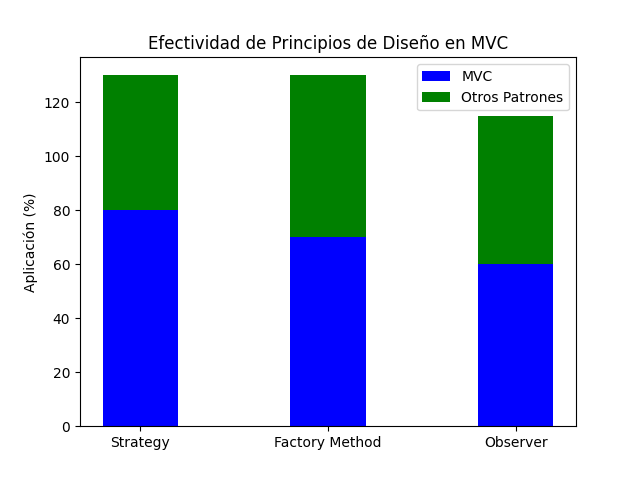 Efectividad de Principios de Diseño en MVC
MVC
Otros Patrones
Aplicación (%)
120
100
80
60
40
20
0
Strategy
Factory Method
Observer